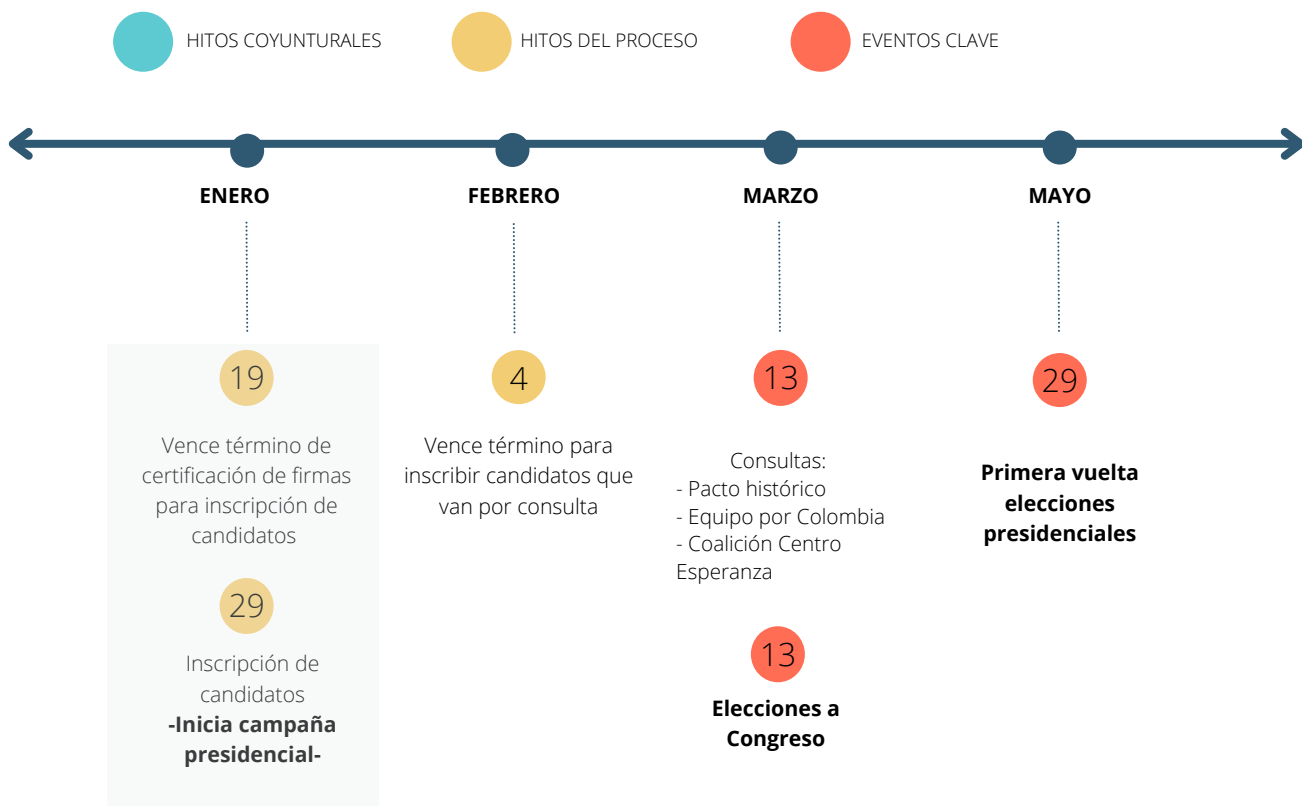 HITOS COYUNTURALES
HITOS DEL PROCESO
EVENTOS CLAVE
ENERO
FEBRERO
MARZO
MAYO
19
Vence término de
certificación de firmas
para inscripción de
candidatos
29
Inscripción de
candidatos
-Inicia campaña
presidencial-
4
Vence término para
inscribir candidatos que
van por consulta
13
Consultas:
- Pacto histórico
- Equipo por Colombia
- Coalición Centro
Esperanza
13
Elecciones a
Congreso
29
Primera vuelta
elecciones
presidenciales